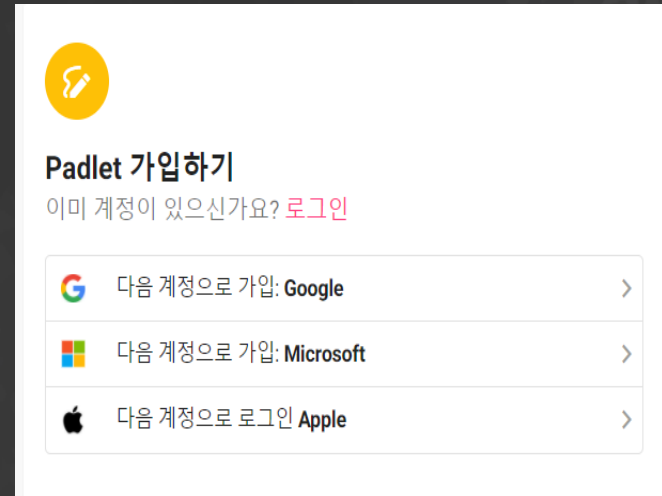 Padlet 가입하기
이미 계정이 있으신가요? 로그인
다음 계정으로 가입: Google
다음 계정으로 가입: Microsoft
다음 계정으로 로그인 Apple